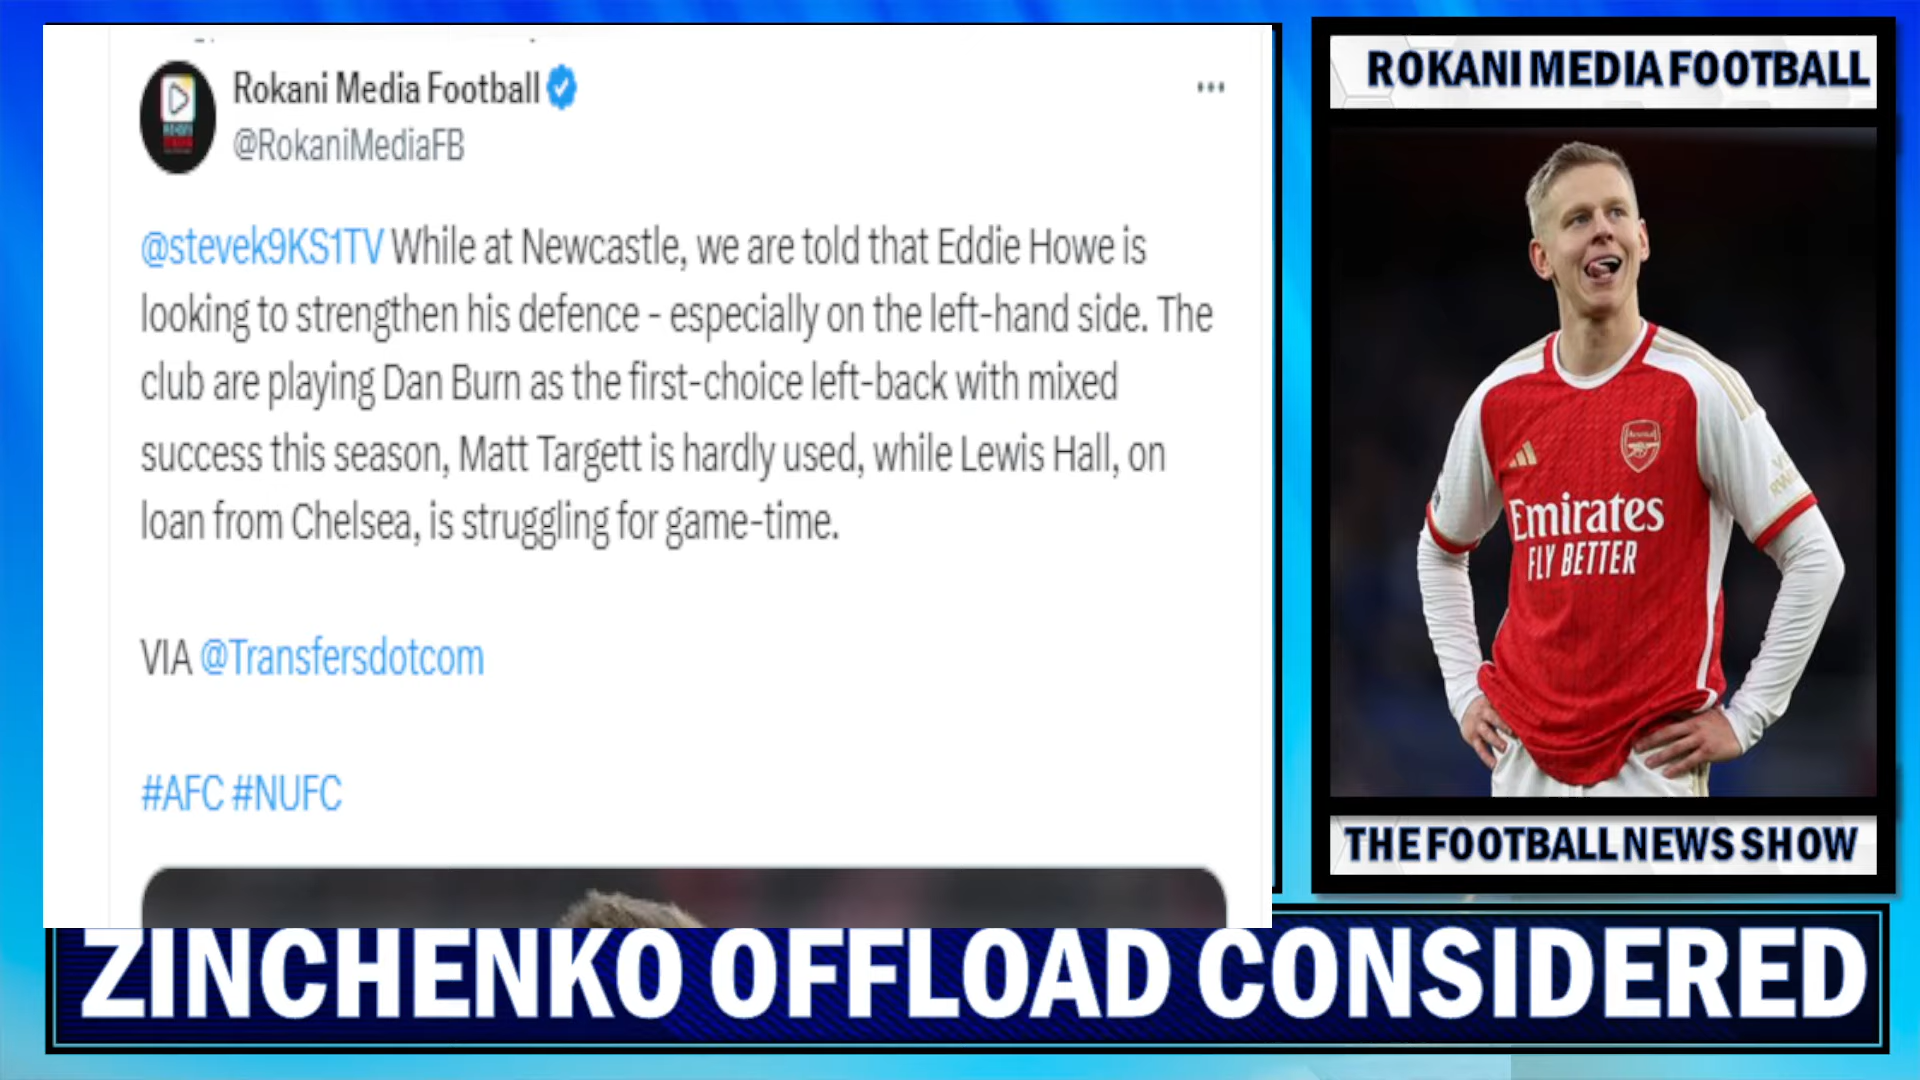 Rokani Media Football
@RokaniMediaFB
@stevek9KS1TV While at Newcastle, we are told that Eddie Howe is
looking to strengthen his defence - especially on the left-hand side. The
club are playing Dan Burn as the first-choice left-back with mixed
success this season, Matt Targett is hardly used, while Lewis Hall, on
loan from Chelsea, is struggling for game-time.
VIA @Transfersdotcom
#AFC #NUFC
ROKANI MEDIA FOOTBALL
Arsenal
Emirates
FLY BETTER
THE FOOTBALL NEWS SHOW
ZINCHENKO OFFLOAD CONSIDERED